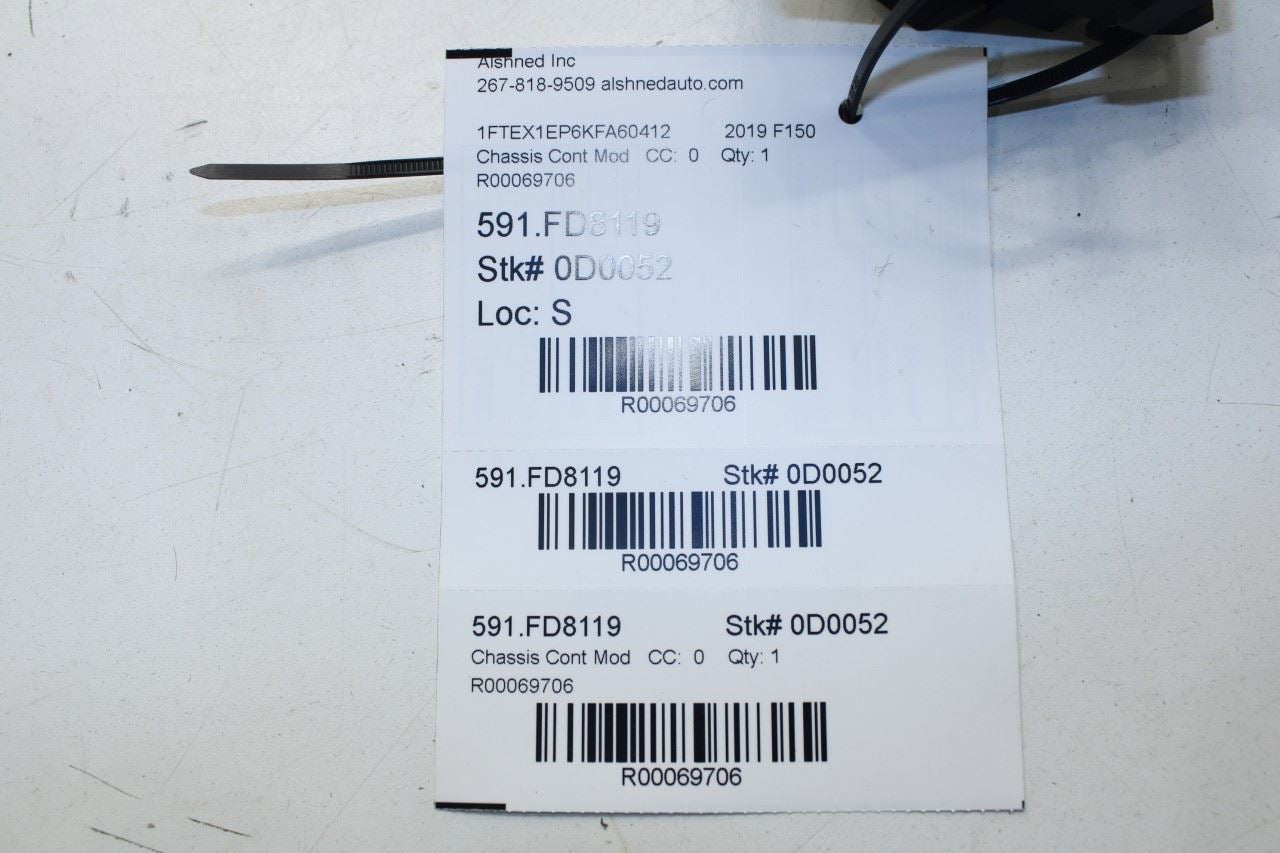 Alshned Inc
267-818-9509 alshnedauto.com
1FTEX1EP6KFA60412 2019 F150
Chassis Cont Mod CC: 0 Qty: 1
R00069706
591.FD8119
Stk# 0D0052
Loc: S
R00069706
591.FD8119 Stk# 0D0052
R00069706
591.FD8119 Stk# 0D0052
Chassis Cont Mod CC: 0 Qty: 1
R00069706
R00069706